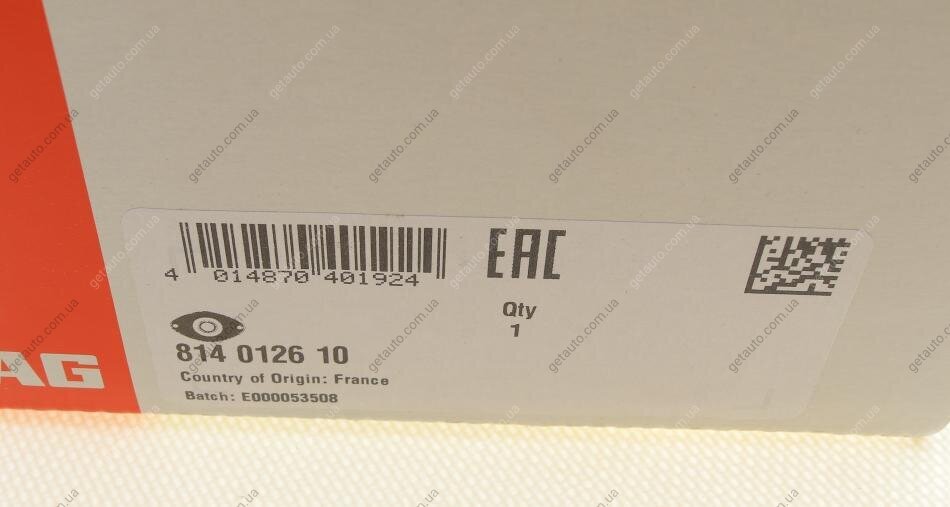 4 014870 401924
EAC
Qty
1
814 0126 10
Country of Origin: France
Batch: E000053508
AG
getauto.com.ua